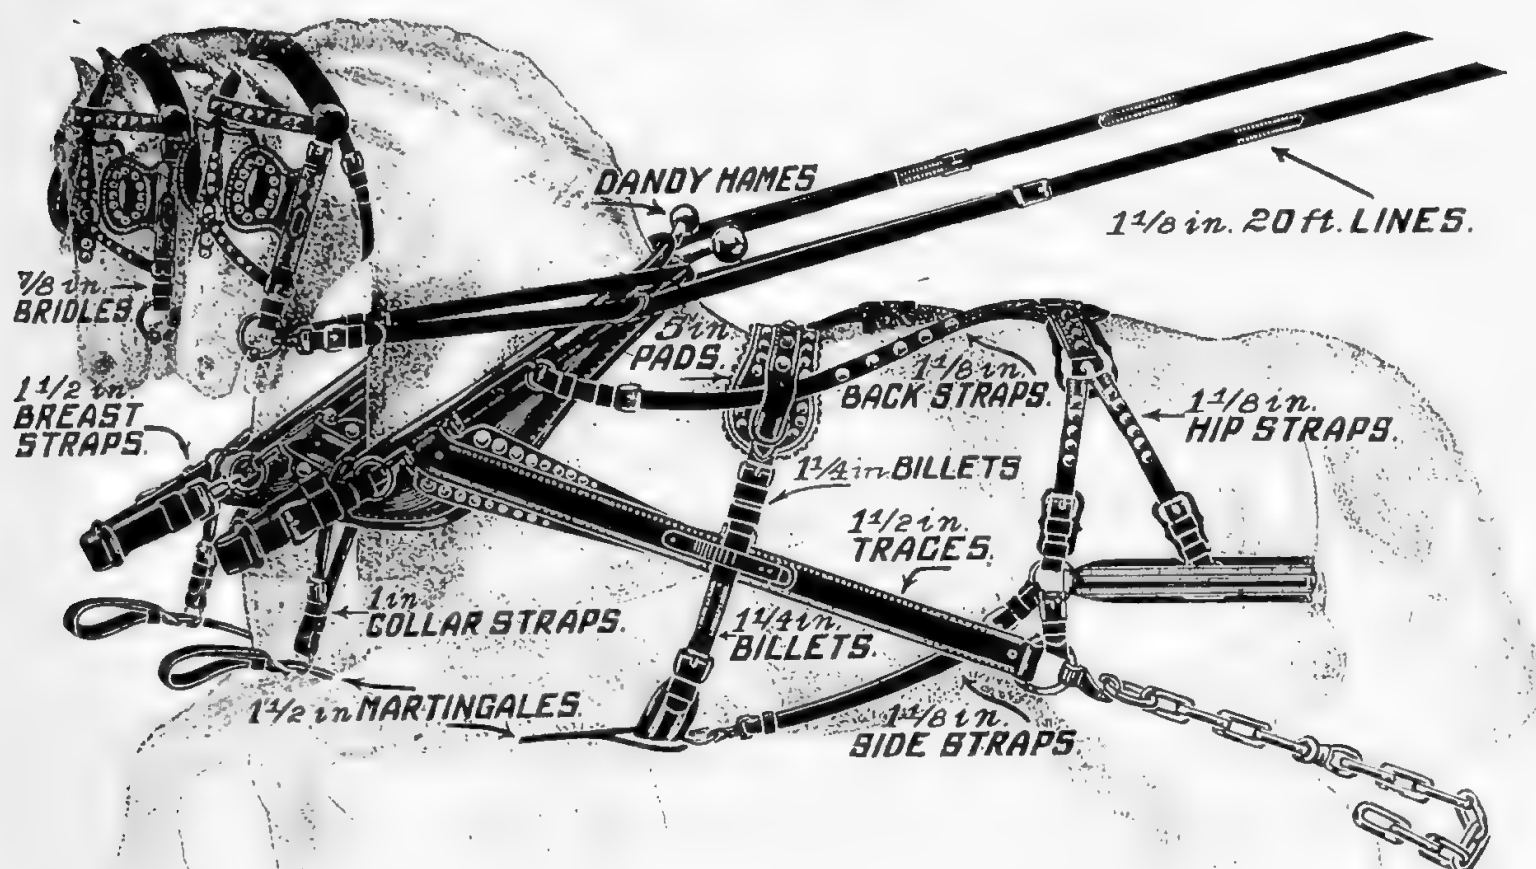 DANDY HAMES
1 1/8 in. 20 ft. LINES.
7/8 in.
BRIDLES
5 in.
PADS.
1 1/8 in.
BACK STRAPS.
1 1/8 in.
HIP STRAPS.
1 1/2 in.
BREAST
STRAPS.
1 1/4 in. BILLETS
1 1/2 in.
TRACES.
1 in
COLLAR STRAPS.
1 1/4 in.
BILLETS.
1 1/2 in MARTINGALES
1 1/8 in.
SIDE STRAPS.